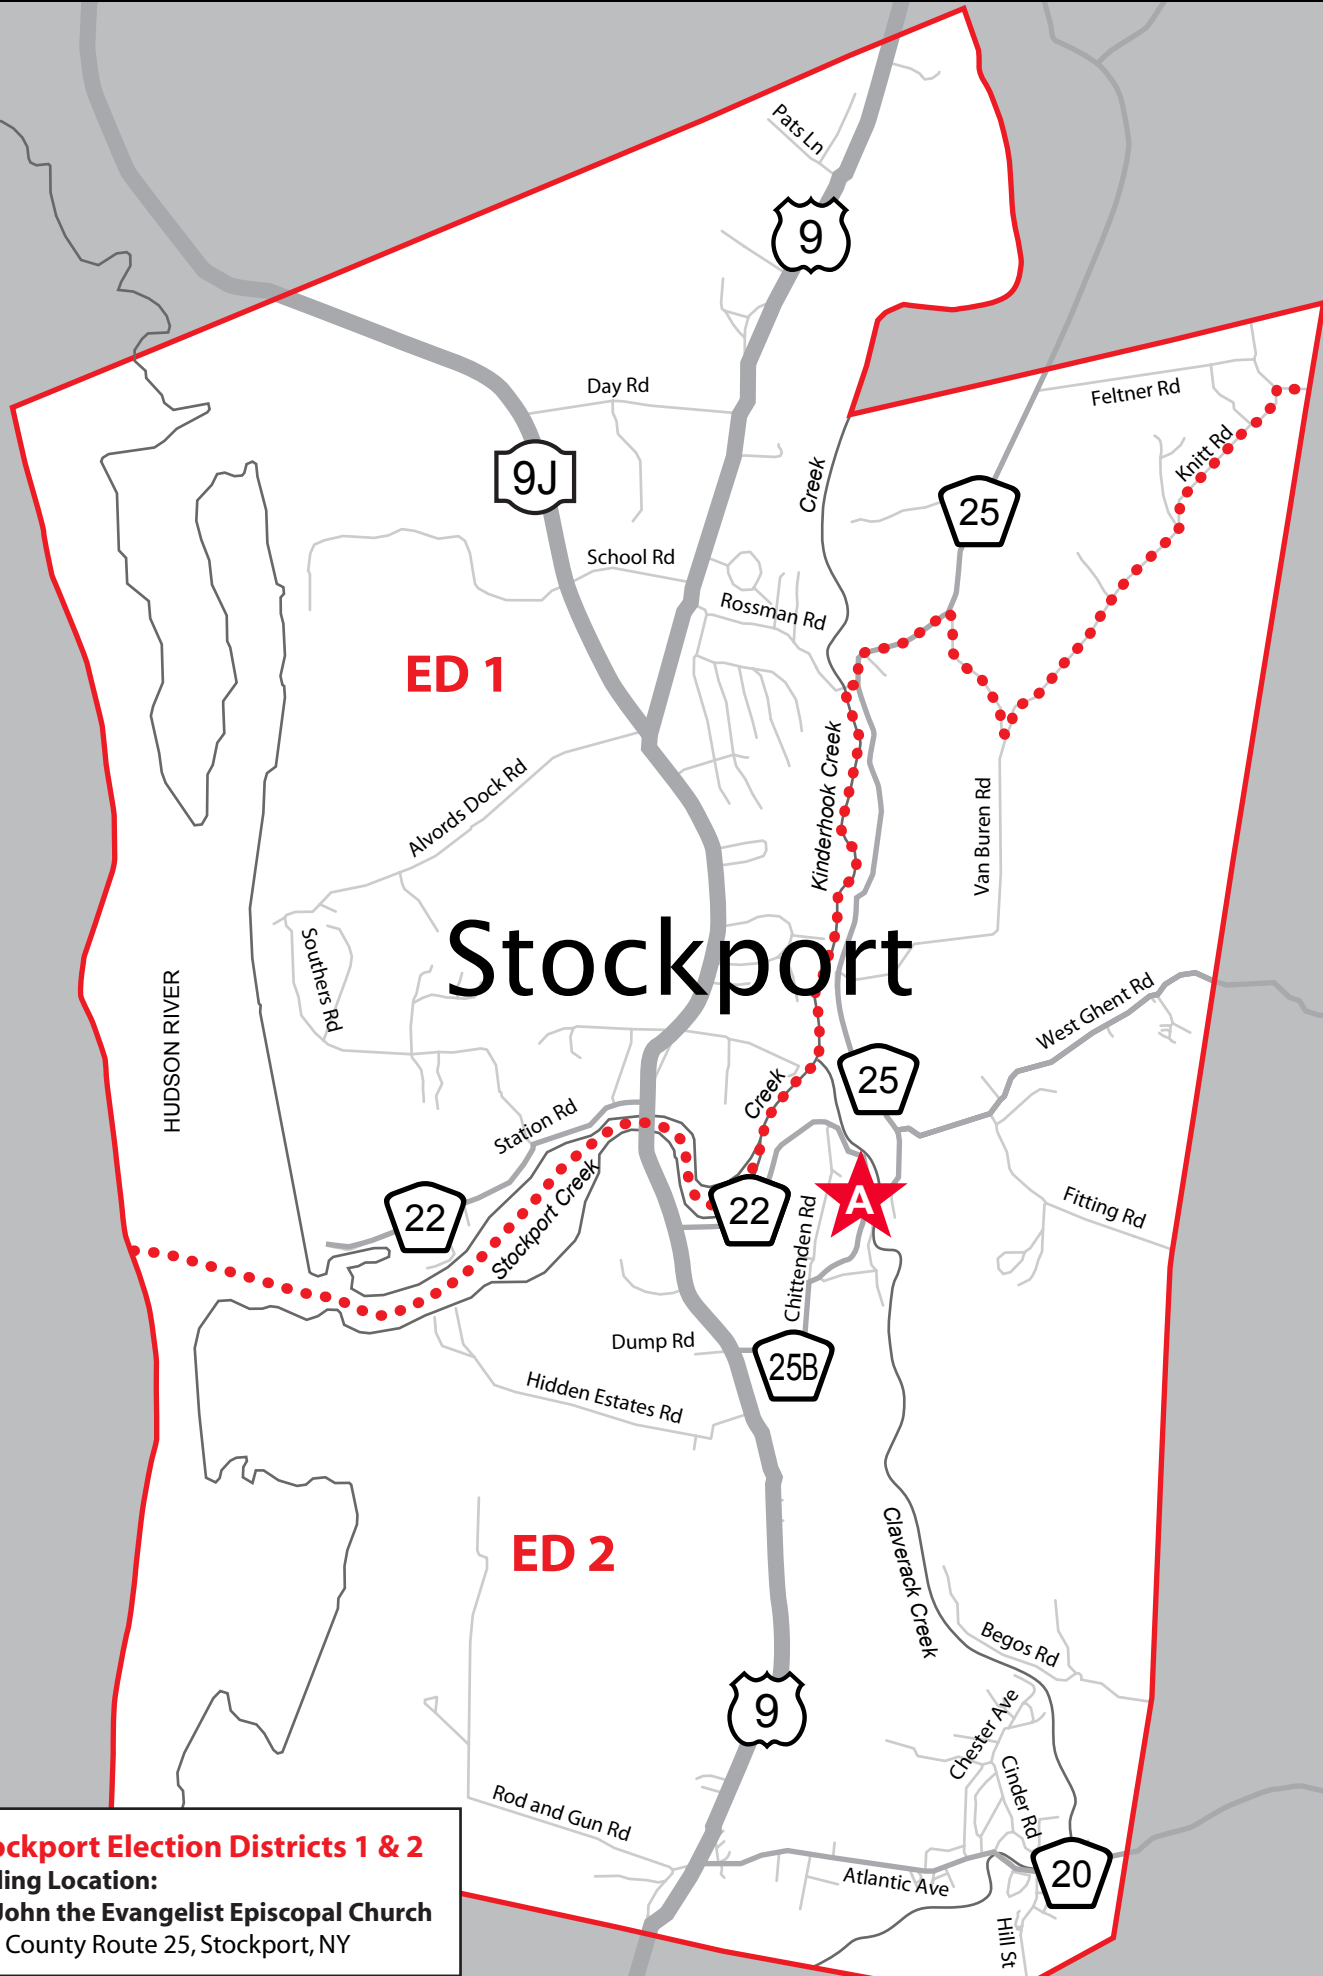 Pats Ln
9
Day Rd
Feltner Rd
Knitt Rd
9J
Creek
25
School Rd
Rossman Rd
ED 1
Kinderhook Creek
Alvords Dock Rd
Van Buren Rd
Stockport
Southers Rd
HUDSON RIVER
West Ghent Rd
25
Creek
Station Rd
Stockport Creek
22
22
A
Chittenden Rd
Fitting Rd
Dump Rd
25B
Hidden Estates Rd
ED 2
Claverack Creek
Begos Rd
9
Chester Ave
Cinder Rd
Rod and Gun Rd
Atlantic Ave
20
Hill St
ockport Election Districts 1 & 2
ling Location:
John the Evangelist Episcopal Church
County Route 25, Stockport, NY